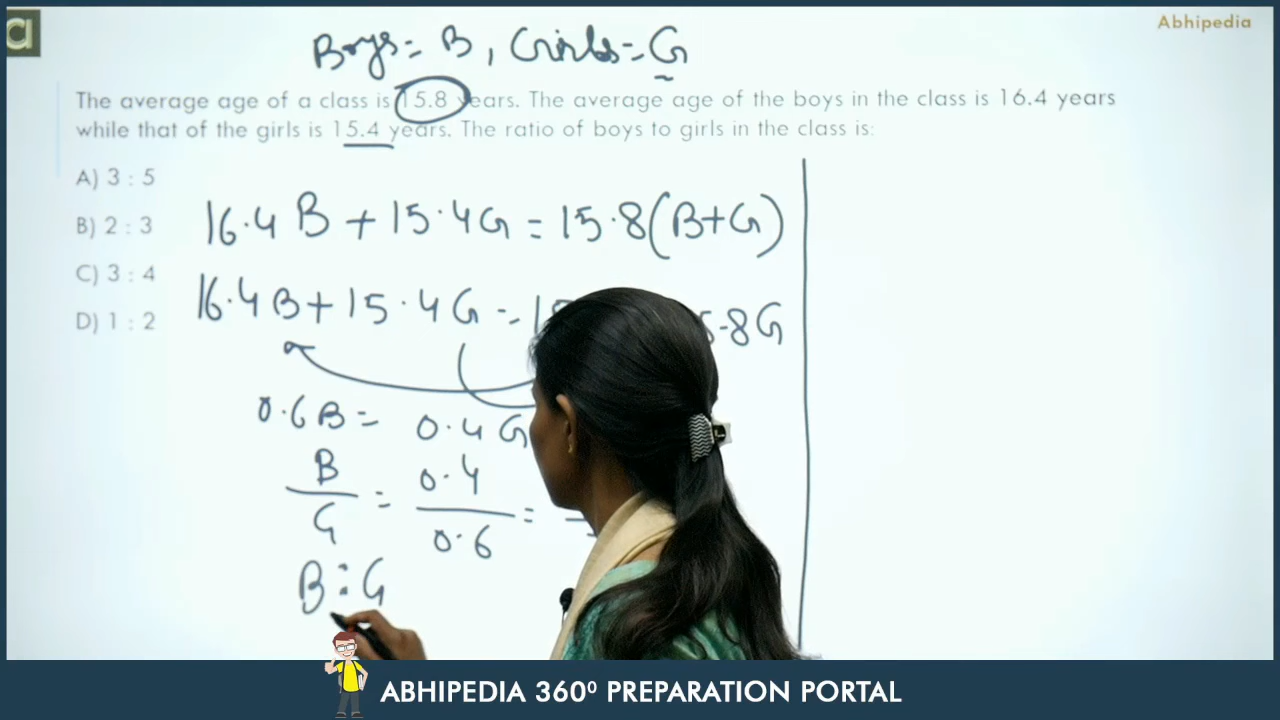 a
Abhipedia
Boys = B, Girls = G
The average age of a class is 15.8 years. The average age of the boys in the class is 16.4 years
while that of the girls is 15.4 years. The ratio of boys to girls in the class is:
A) 3 : 5
B) 2 : 3
C) 3 : 4
D) 1 : 2
16.4 B + 15.4 G = 15.8 (B+G)
16.4 B + 15.4 G = .8 G
0.6 B = 0.4 G
B/G = 0.4/0.6 =
B : G
ABHIPEDIA 360⁰ PREPARATION PORTAL